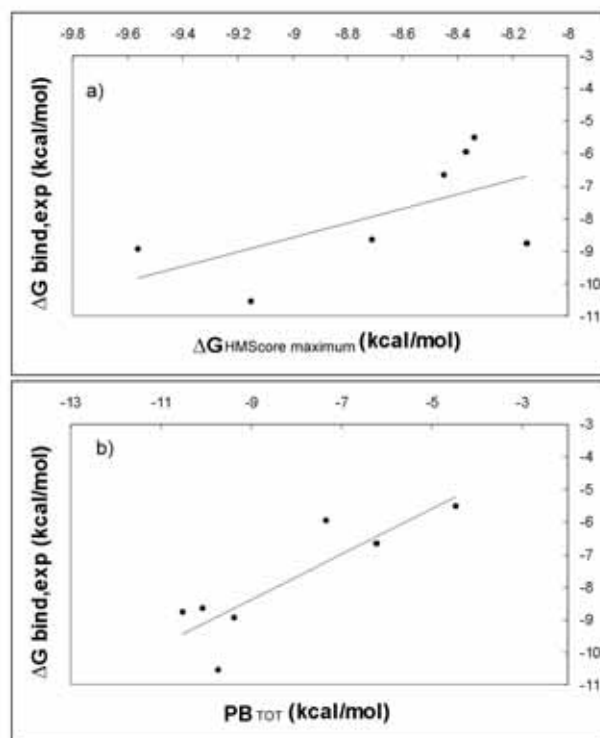 -9.8 -9.6 -9.4 -9.2 -9 -8.8 -8.6 -8.4 -8.2 -8
a)
-3
-4
-5
-6
-7
-8
-9
-10
-11
ΔG bind,exp (kcal/mol)
ΔG HMScore maximum (kcal/mol)
-13 -11 -9 -7 -5 -3
b)
-3
-4
-5
-6
-7
-8
-9
-10
-11
ΔG bind,exp (kcal/mol)
PB TOT (kcal/mol)